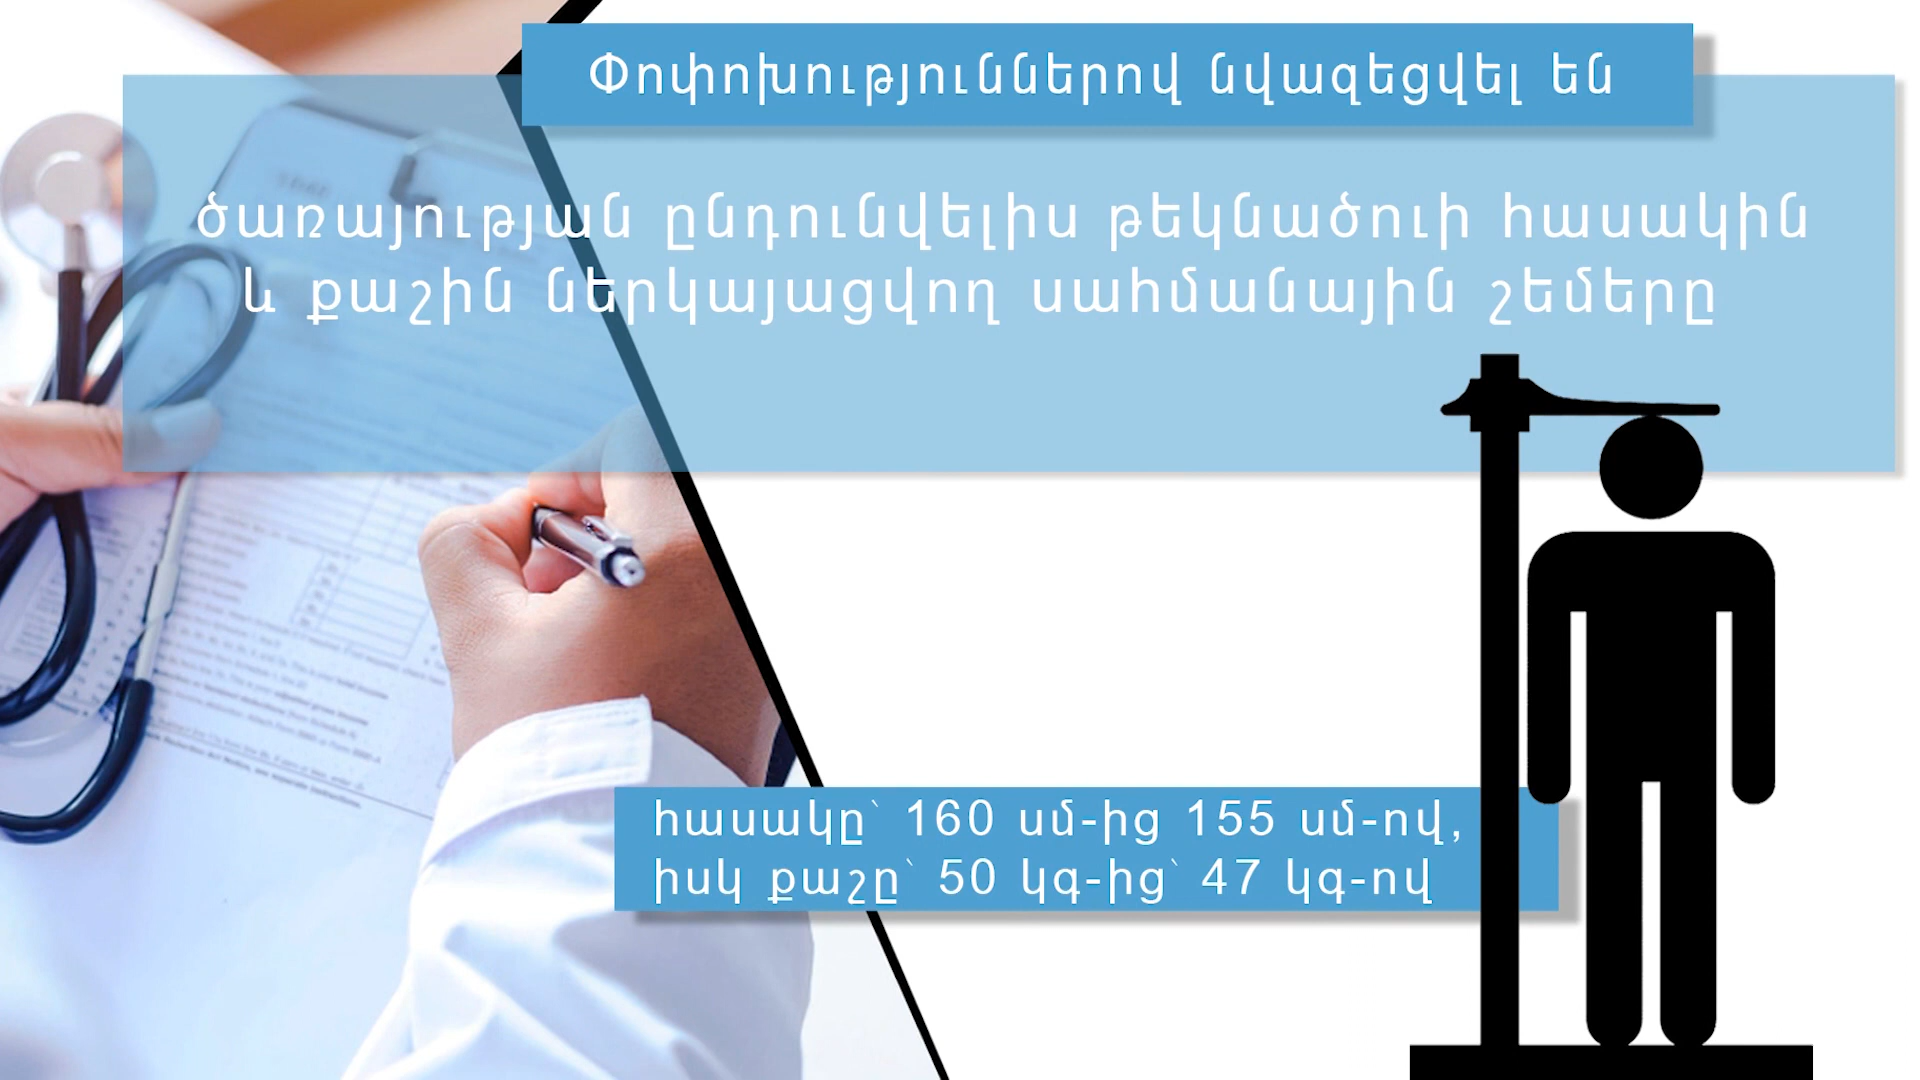 Փոփոխություններով նվազեցվել են
ծառայության ընդունվելիս թեկնածուի հասակին
և քաշին ներկայացվող սահմանային շեմերը
հասակը՝ 160 սմ-ից 155 սմ-ով,
իսկ քաշը՝ 50 կգ-ից՝ 47 կգ-ով